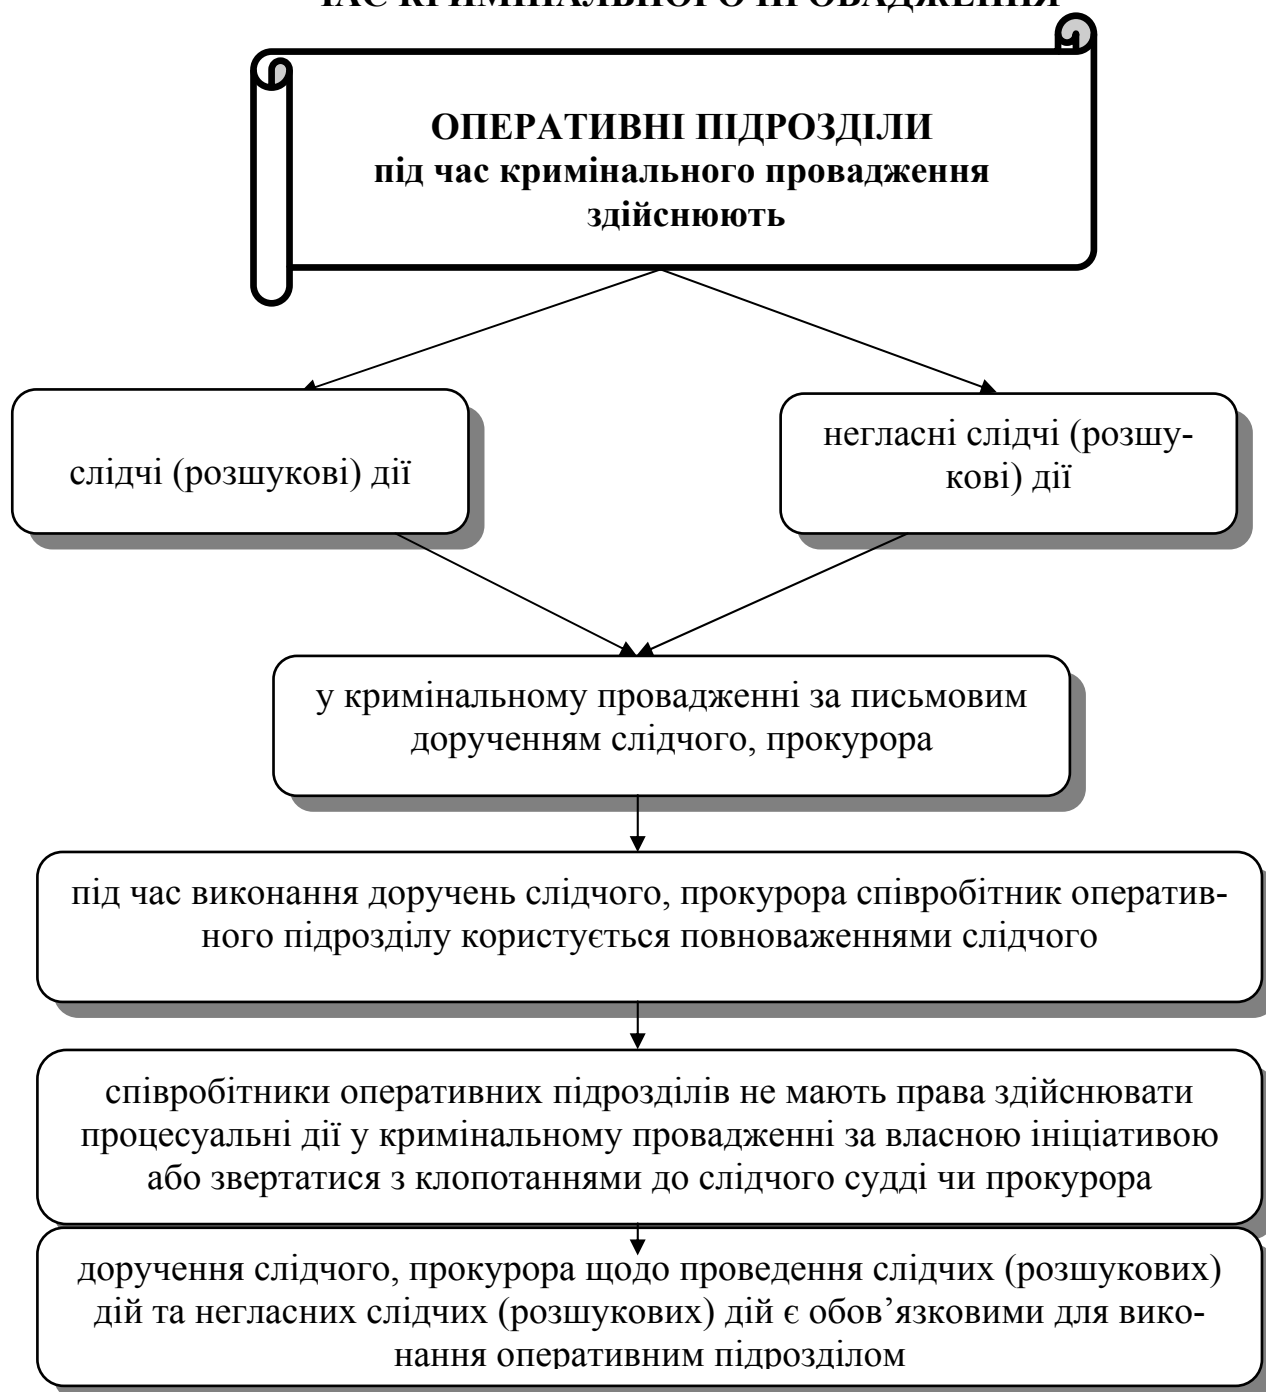 ЧАС КРИМІНАЛЬНОГО ПРОВАДЖЕННЯ
ОПЕРАТИВНІ ПІДРОЗДІЛИ
під час кримінального провадження
здійснюють
слідчі (розшукові) дії
негласні слідчі (розшу-
кові) дії
у кримінальному провадженні за письмовим
дорученням слідчого, прокурора
під час виконання доручень слідчого, прокурора співробітник оператив-
ного підрозділу користується повноваженнями слідчого
співробітники оперативних підрозділів не мають права здійснювати
процесуальні дії у кримінальному провадженні за власною ініціативою
або звертатися з клопотаннями до слідчого судді чи прокурора
доручення слідчого, прокурора щодо проведення слідчих (розшукових)
дій та негласних слідчих (розшукових) дій є обов’язковими для вико-
нання оперативним підрозділом